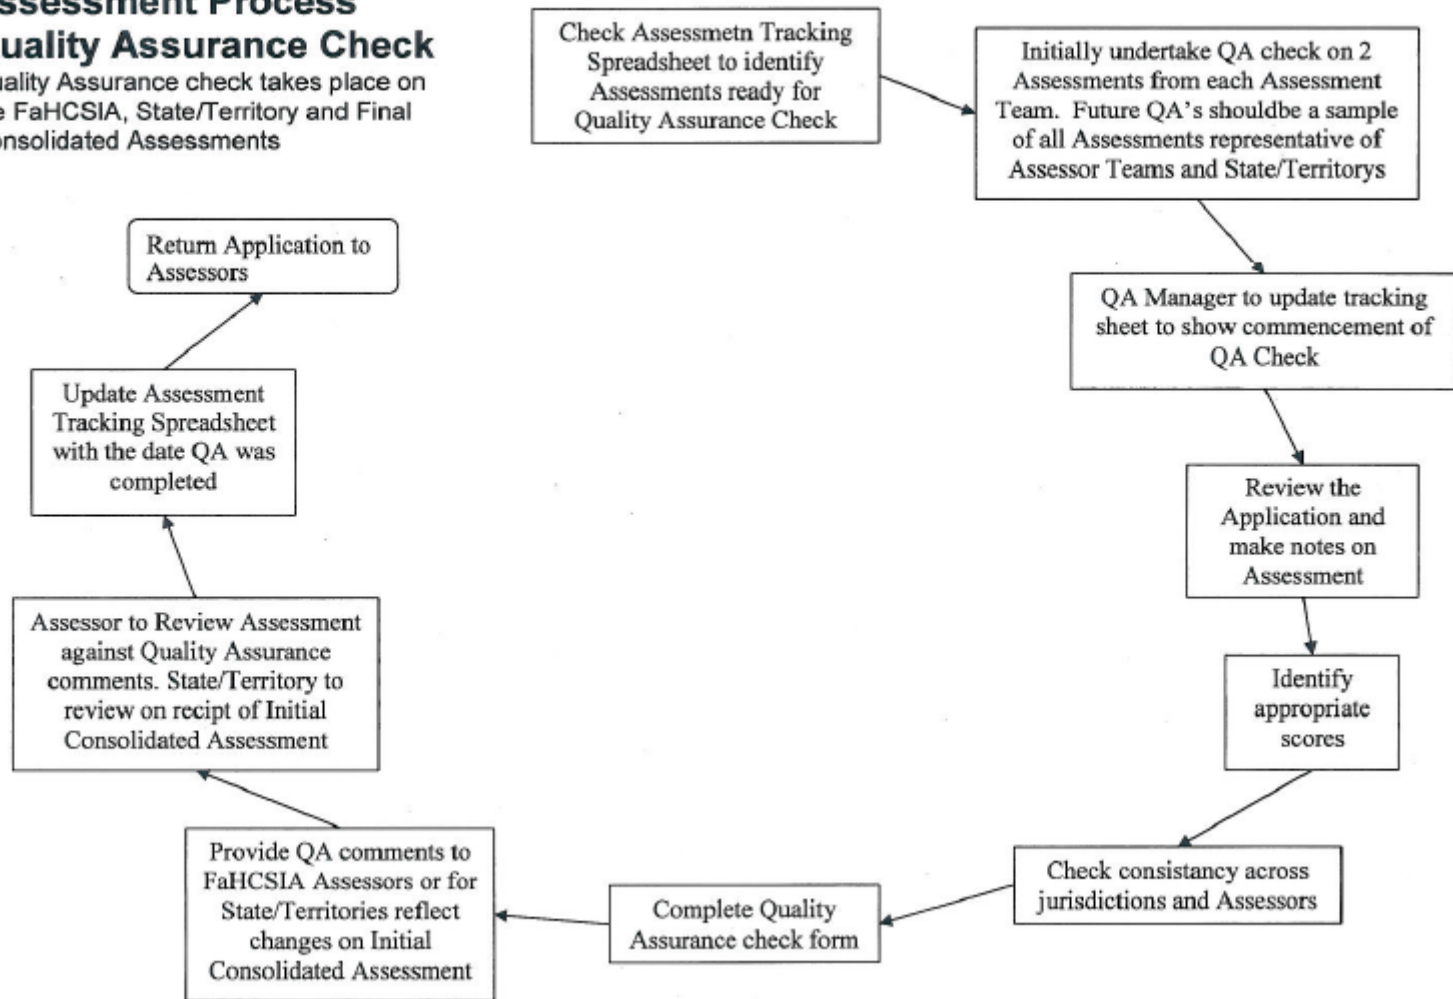 ssessment Process
uality Assurance Check
uality Assurance check takes place on
e FaHCSIA, State/Territory and Final
onsolidated Assessments
Check Assessmetn Tracking
Spreadsheet to identify
Assessments ready for
Quality Assurance Check
Initially undertake QA check on 2
Assessments from each Assessment
Team. Future QA's shouldbe a sample
of all Assessments representative of
Assessor Teams and State/Territorys
QA Manager to update tracking
sheet to show commencement of
QA Check
Review the
Application and
make notes on
Assessment
Identify
appropriate
scores
Check consistancy across
jurisdictions and Assessors
Complete Quality
Assurance check form
Provide QA comments to
FaHCSIA Assessors or for
State/Territories reflect
changes on Initial
Consolidated Assessment
Assessor to Review Assessment
against Quality Assurance
comments. State/Territory to
review on recipt of Initial
Consolidated Assessment
Update Assessment
Tracking Spreadsheet
with the date QA was
completed
Return Application to
Assessors